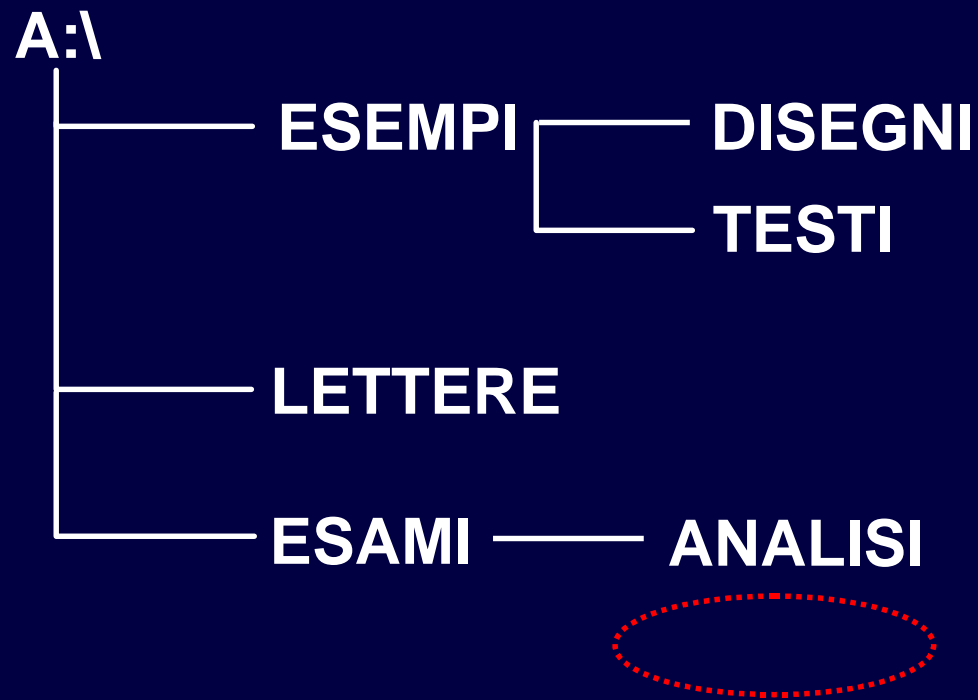 A:\
ESEMPI DISEGNI
TESTI
LETTERE
ESAMI ANALISI